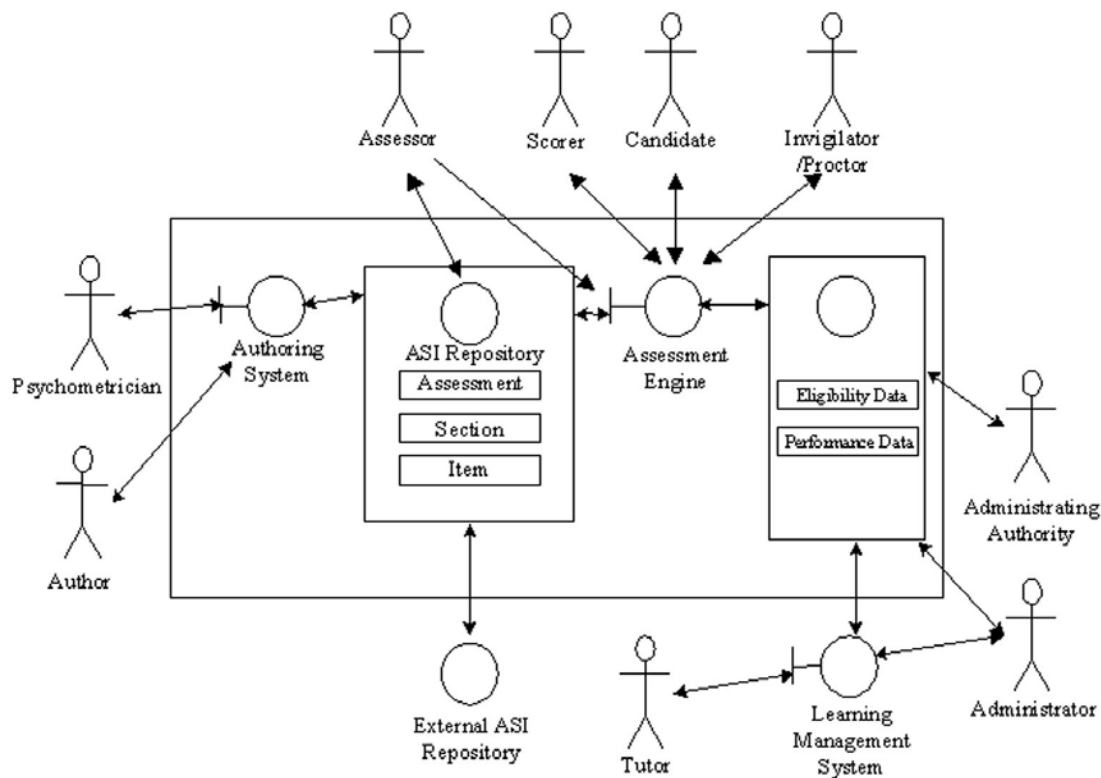 Assessor
Scorer
Candidate
Invigilator
/Proctor
Psychometrician
Authoring
System
ASI Repository
Assessment
Section
Item
Assessment
Engine
Eligibility Data
Performance Data
Author
Administrating
Authority
External ASI
Repository
Tutor
Learning
Management
System
Administrator